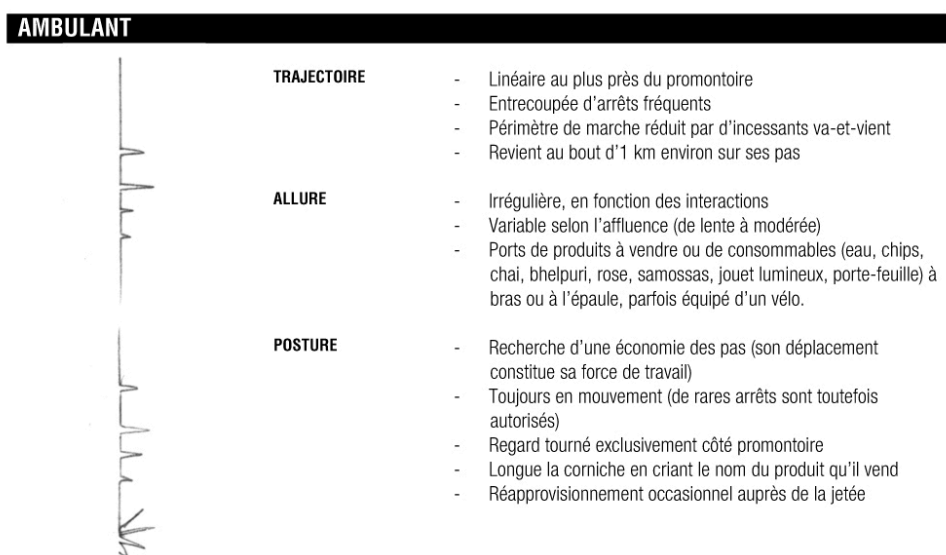 AMBULANT
TRAJECTOIRE
- Linéaire au plus près du promontoire
- Entrecoupée d'arrêts fréquents
- Périmètre de marche réduit par d'incessants va-et-vient
- Revient au bout d'1 km environ sur ses pas
ALLURE
- Irrégulière, en fonction des interactions
- Variable selon l'affluence (de lente à modérée)
- Ports de produits à vendre ou de consommables (eau, chips,
chai, bhelpuri, rose, samossas, jouet lumineux, porte-feuille) à
bras ou à l'épaule, parfois équipé d'un vélo.
POSTURE
- Recherche d'une économie des pas (son déplacement
constitue sa force de travail)
- Toujours en mouvement (de rares arrêts sont toutefois
autorisés)
- Regard tourné exclusivement côté promontoire
- Longue la corniche en criant le nom du produit qu'il vend
- Réapprovisionnement occasionnel auprès de la jetée